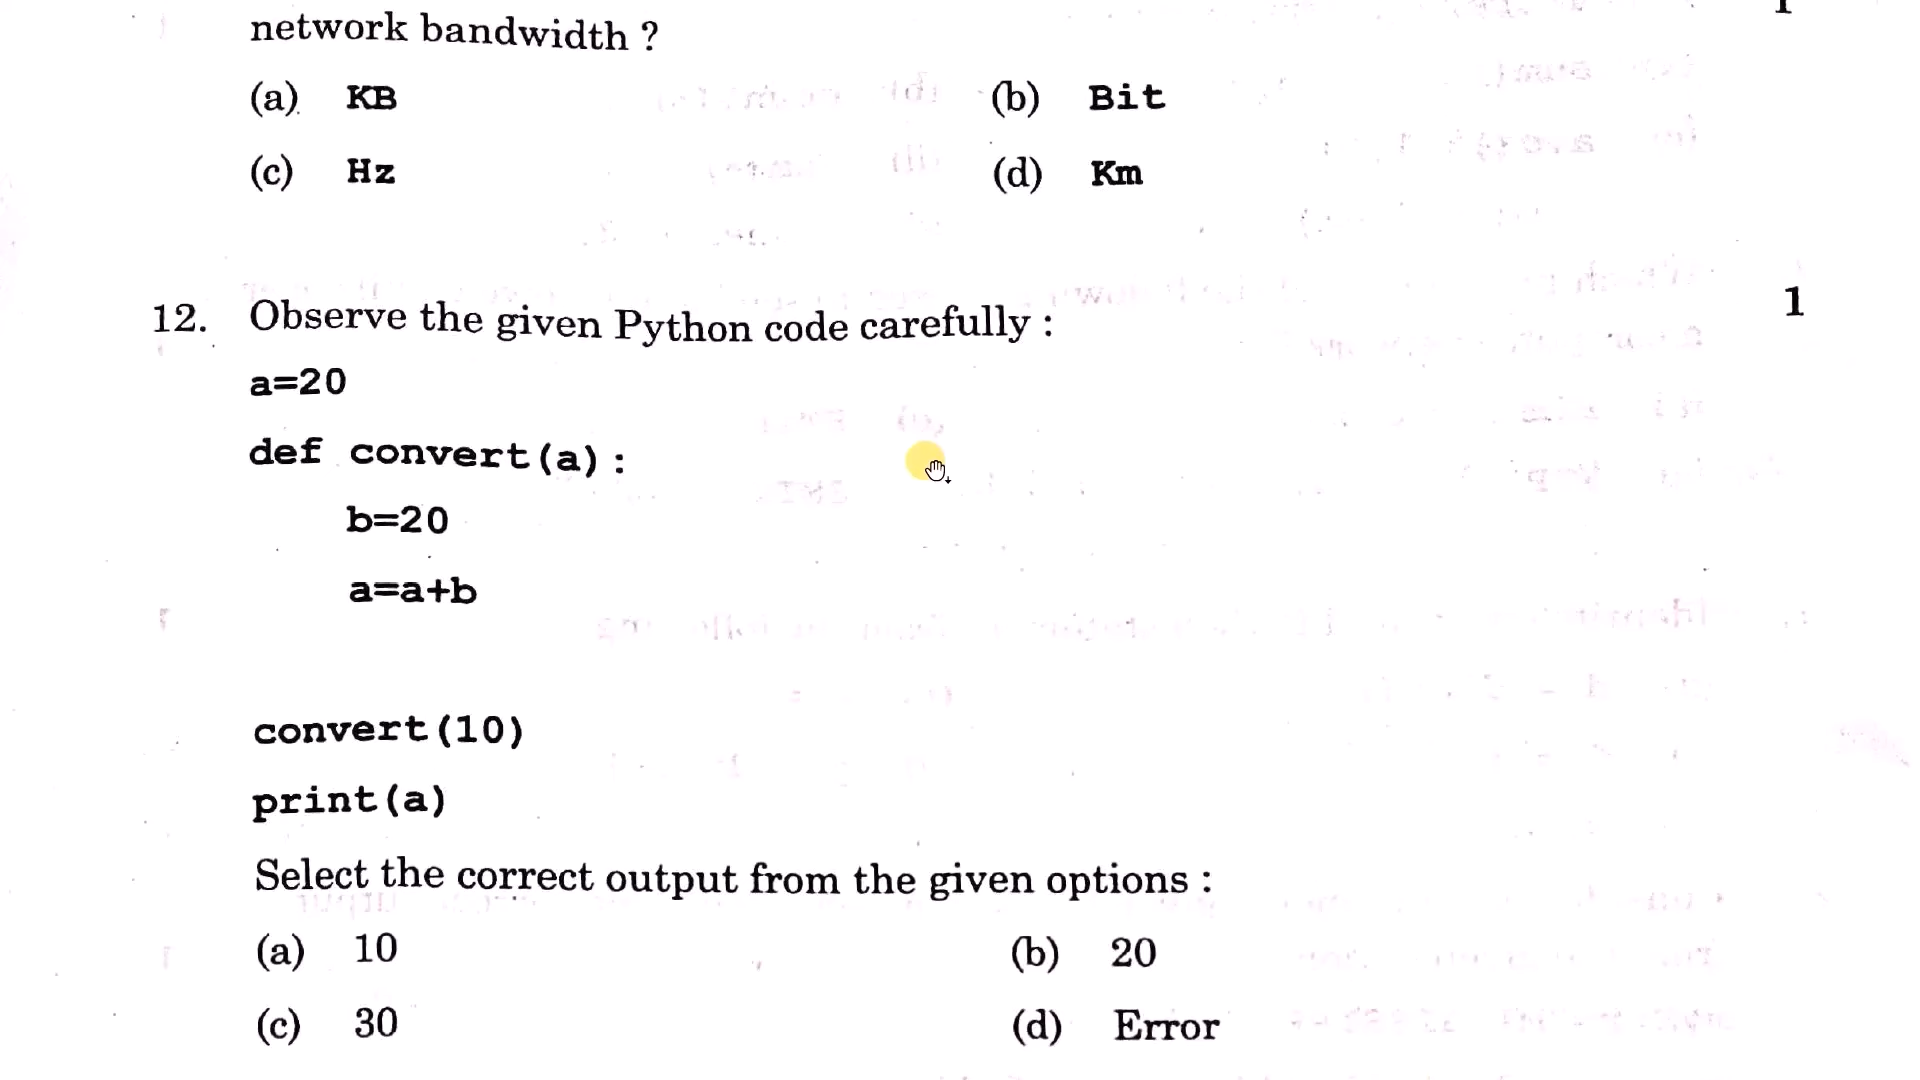 network bandwidth ?
1
(a) KB (b) Bit
(c) Hz (d) Km
12. Observe the given Python code carefully : 1
a=20
def convert(a):
b=20
a=a+b
convert(10)
print(a)
Select the correct output from the given options :
(a) 10 (b) 20
(c) 30 (d) Error